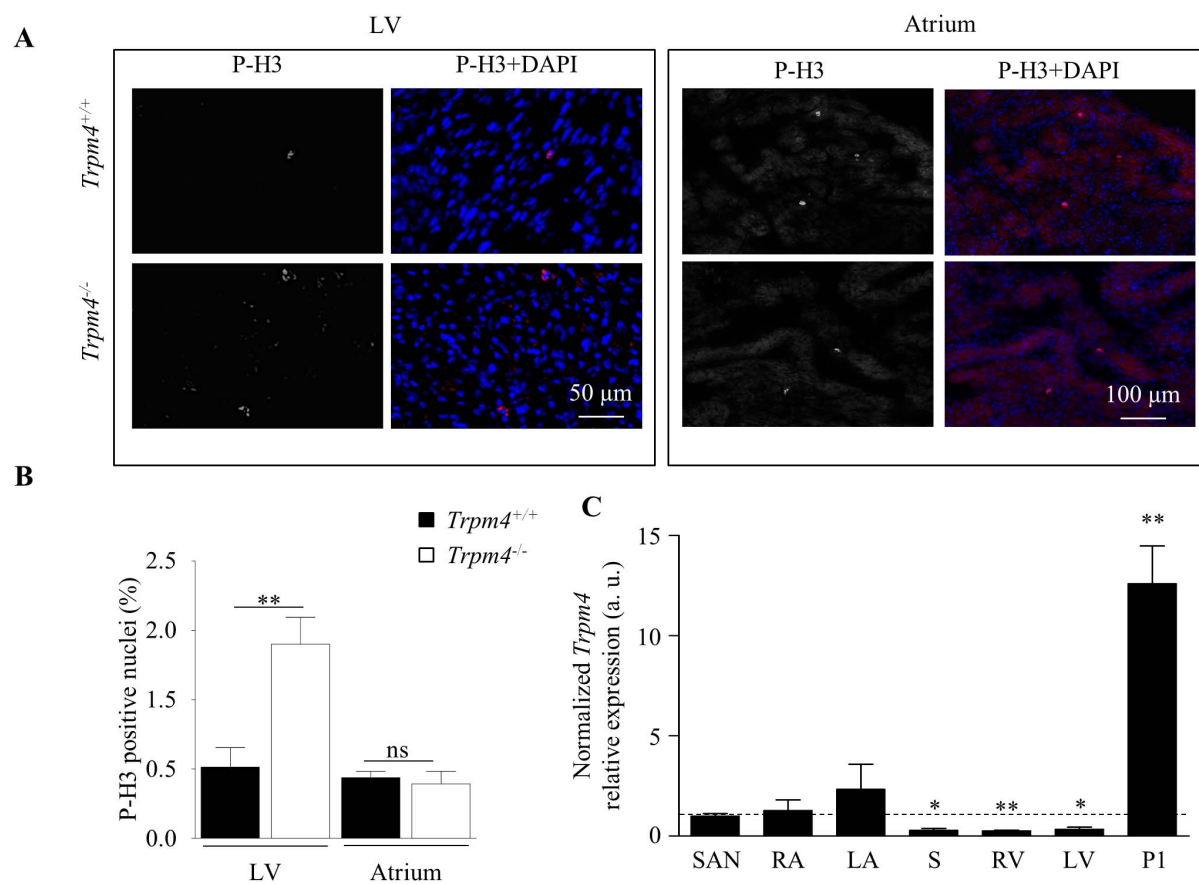 A
LV
Atrium
P-H3
P-H3+DAPI
P-H3
P-H3+DAPI
Trpm4+/+
Trpm4-/-
50 µm
100 µm
B
Trpm4+/+
Trpm4-/-
P-H3 positive nuclei (%)
2.5
2.0
1.5
0.5
0.0
**
ns
LV
Atrium
C
Normalized Trpm4
relative expression (a. u.)
15
10
5
0
*
**
*
**
SAN
RA
LA
S
RV
LV
P1